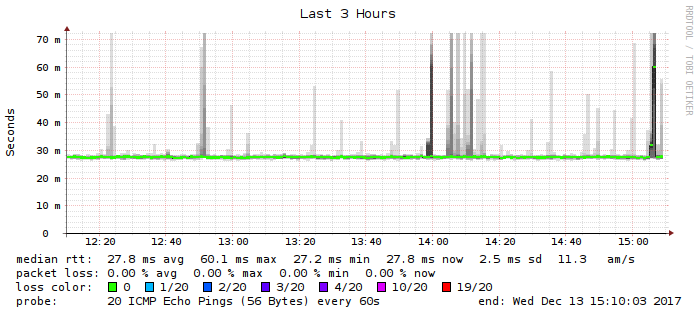 Last 3 Hours
RRDTOOL / TOBI OETIKER
Seconds
70 m
60 m
50 m
40 m
30 m
20 m
10 m
0
12:20 12:40 13:00 13:20 13:40 14:00 14:20 14:40 15:00
median rtt: 27.8 ms avg 60.1 ms max 27.2 ms min 27.8 ms now 2.5 ms sd 11.3 am/s
packet loss: 0.00 % avg 0.00 % max 0.00 % min 0.00 % now
loss color: 0 1/20 2/20 3/20 4/20 10/20 19/20
probe: 20 ICMP Echo Pings (56 Bytes) every 60s end: Wed Dec 13 15:10:03 2017